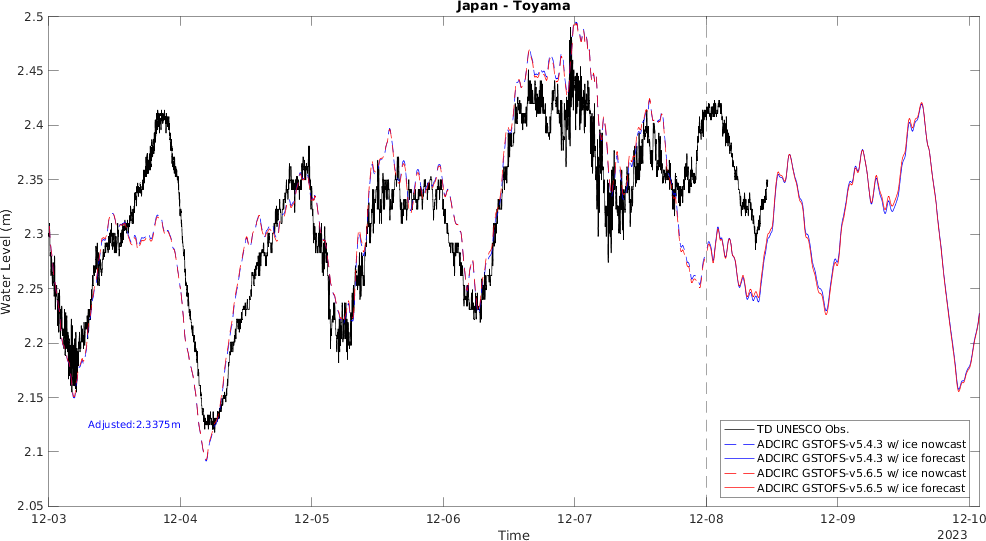 Japan - Toyama
2.5
2.45
2.4
2.35
2.3
2.25
2.2
2.15
2.1
2.05
Water Level (m)
Adjusted:2.3375m
TD UNESCO Obs.
ADCIRC GSTOFS-v5.4.3 w/ ice nowcast
ADCIRC GSTOFS-v5.4.3 w/ ice forecast
ADCIRC GSTOFS-v5.6.5 w/ ice nowcast
ADCIRC GSTOFS-v5.6.5 w/ ice forecast
12-03 12-04 12-05 12-06 12-07 12-08 12-09 12-10
Time
2023